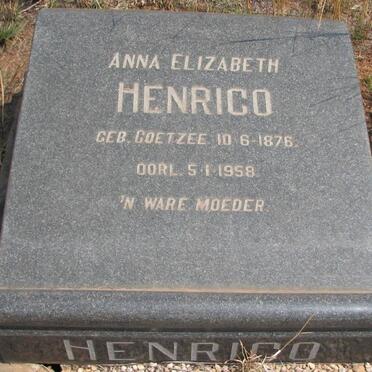 ANNA ELIZABETH
HENRICO
GEB. COETZEE 10-6-1876.
OORL. 5-1-1958
'N WARE MOEDER.
HENRICO